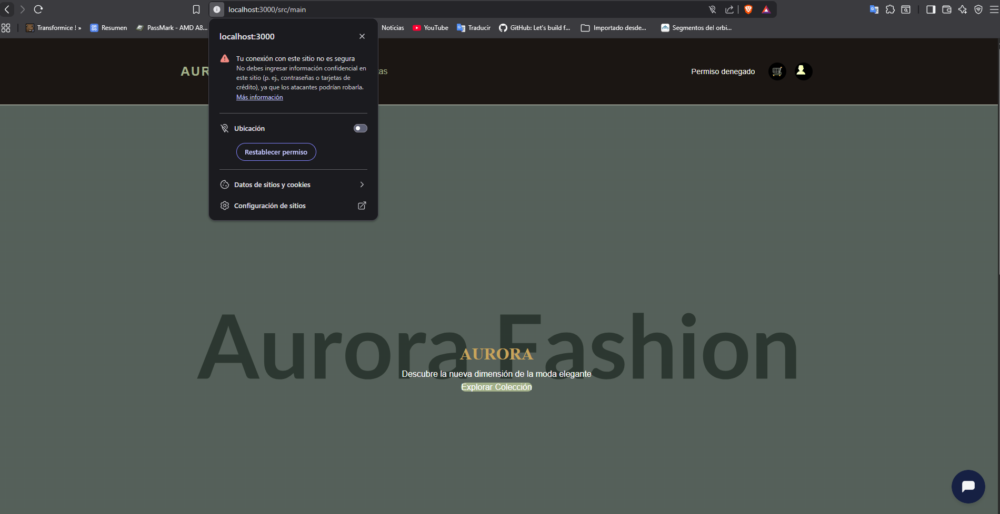 localhost:3000/src/main
Transformice ! »
Resumen
PassMark - AMD A8...
Noticias
YouTube
Traducir
GitHub: Let's build f...
Importado desde...
Segmentos del orbi...
localhost:3000
Tu conexión con este sitio no es segura
No debes ingresar información confidencial en
este sitio (p. ej., contraseñas o tarjetas de
crédito), ya que los atacantes podrían robarla.
Más información
Ubicación
Restablecer permiso
Datos de sitios y cookies
Configuración de sitios
AUR
as
Permiso denegado
Aurora Fashion
AURORA
Descubre la nueva dimensión de la moda elegante
Explorar Colección